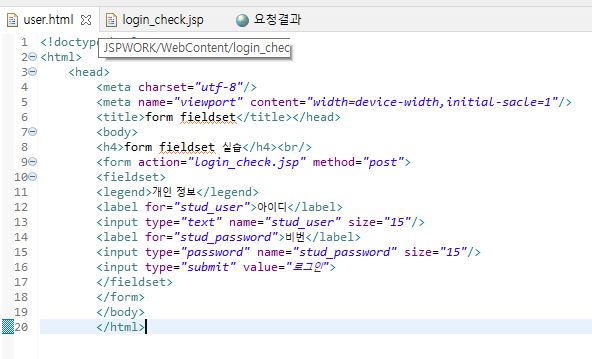 user.html login_check.jsp 요청결과
JSPWORK/WebContent/login_chec
1 <!doctype
2 <html>
3 <head>
4 <meta charset="utf-8"/>
5 <meta name="viewport" content="width=device-width,initial-sacle=1"/>
6 <title>form fieldset</title></head>
7 <body>
8 <h4>form fieldset 실습</h4><br/>
9 <form action="login_check.jsp" method="post">
10 <fieldset>
11 <legend>개인 정보</legend>
12 <label for="stud_user">아이디</label>
13 <input type="text" name="stud_user" size="15"/>
14 <label for="stud_password">비번</label>
15 <input type="password" name="stud_password" size="15"/>
16 <input type="submit" value="로그인">
17 </fieldset>
18 </form>
19 </body>
20 </html>